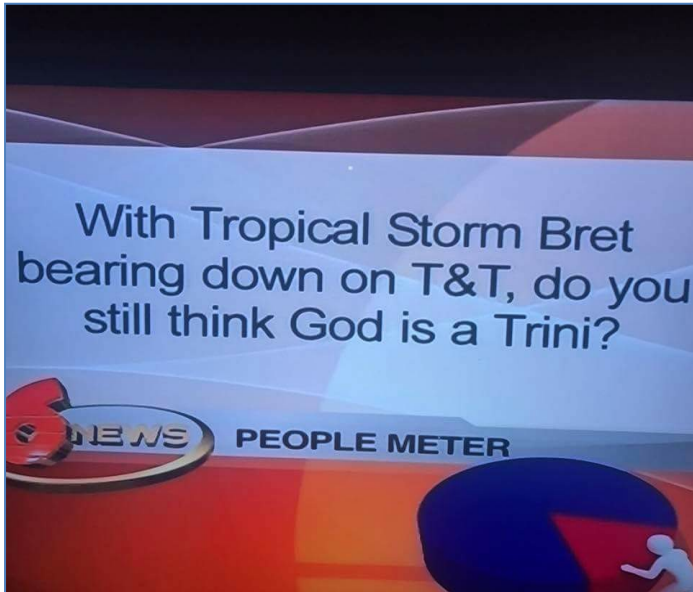 With Tropical Storm Bret
bearing down on T&T, do you
still think God is a Trini?
6 NEWS
PEOPLE METER